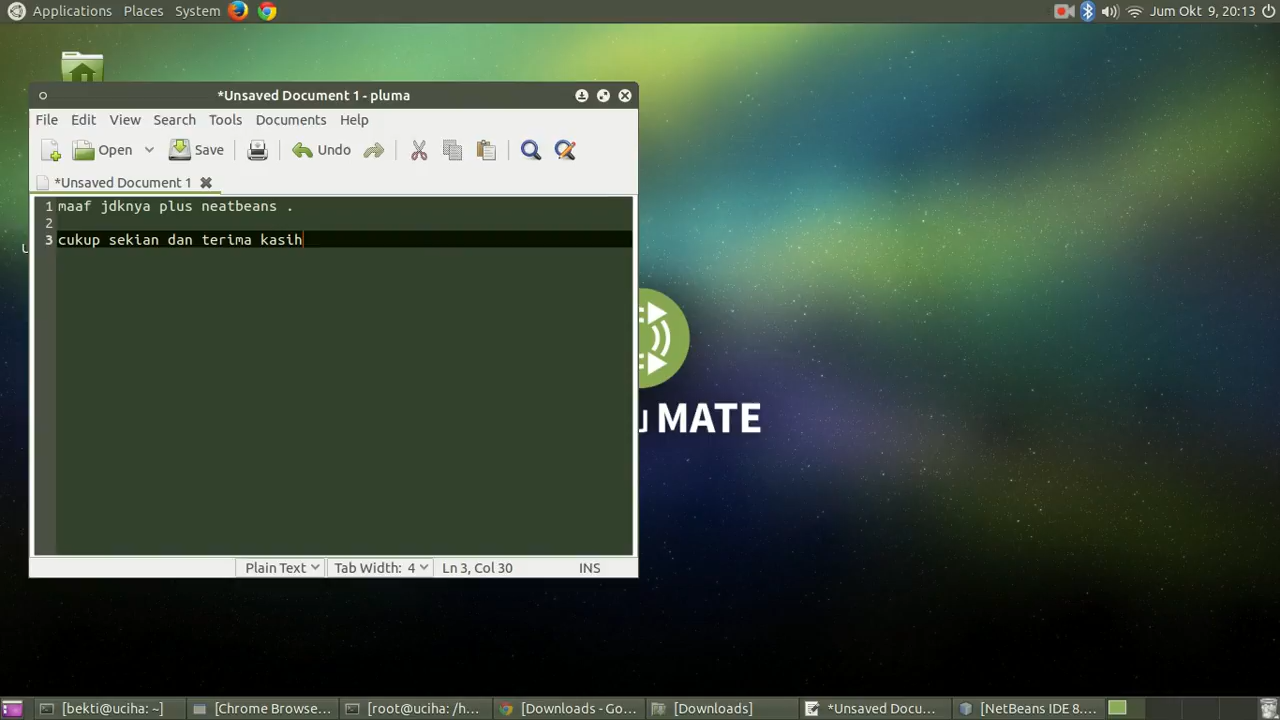 Applications Places System Jum Okt 9, 20:13
*Unsaved Document 1 - pluma
File Edit View Search Tools Documents Help
Open Save Undo
*Unsaved Document 1
1 maaf jdknya plus neatbeans .
2
3 cukup sekian dan terima kasih
MATE
Plain Text Tab Width: 4 Ln 3, Col 30 INS
[bekti@uciha: ~] [Chrome Browse... [root@uciha: /h... [Downloads - Go... [Downloads] *Unsaved Docu... [NetBeans IDE 8....